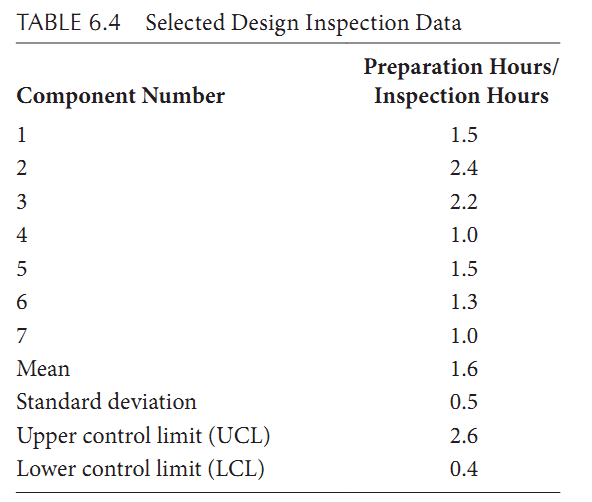 TABLE 6.4 Selected Design Inspection Data
Preparation Hours/
Component Number Inspection Hours
1 1.5
2 2.4
3 2.2
4 1.0
5 1.5
6 1.3
7 1.0
Mean 1.6
Standard deviation 0.5
Upper control limit (UCL) 2.6
Lower control limit (LCL) 0.4